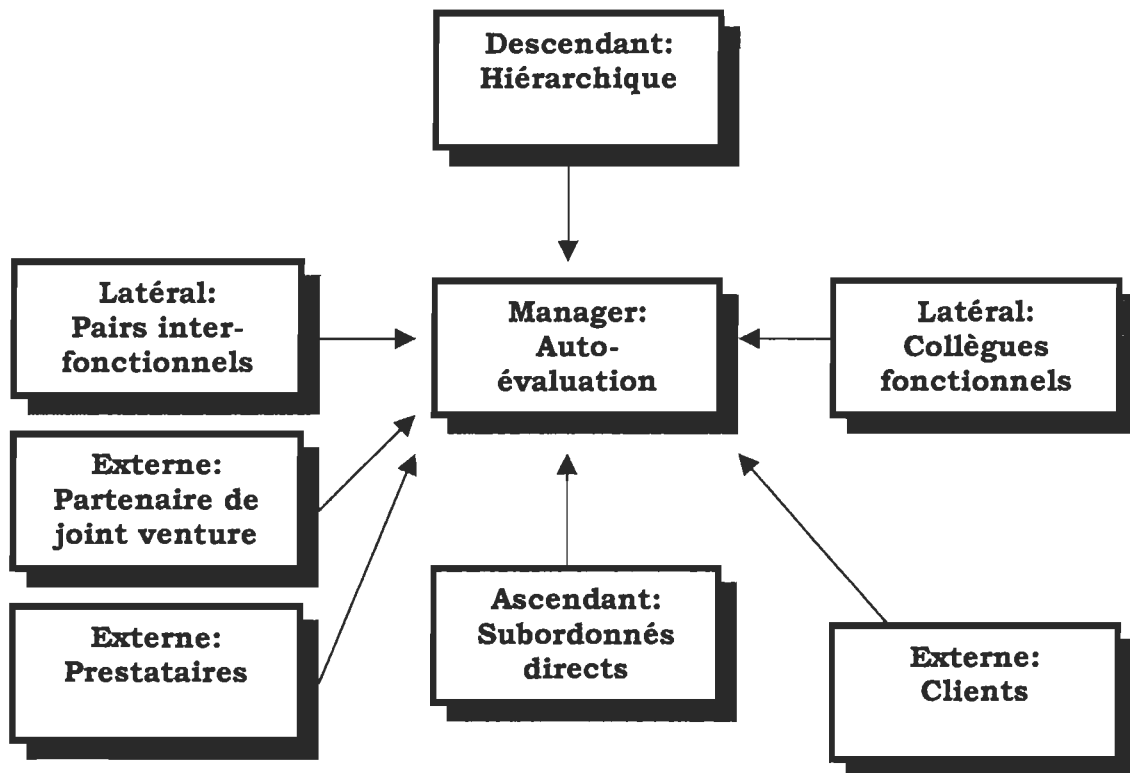 Descendant:
Hiérarchique
Latéral:
Pairs inter-
fonctionnels
Manager:
Auto-
évaluation
Latéral:
Collègues
fonctionnels
Externe:
Partenaire de
joint venture
Externe:
Prestataires
Ascendant:
Subordonnés
directs
Externe:
Clients